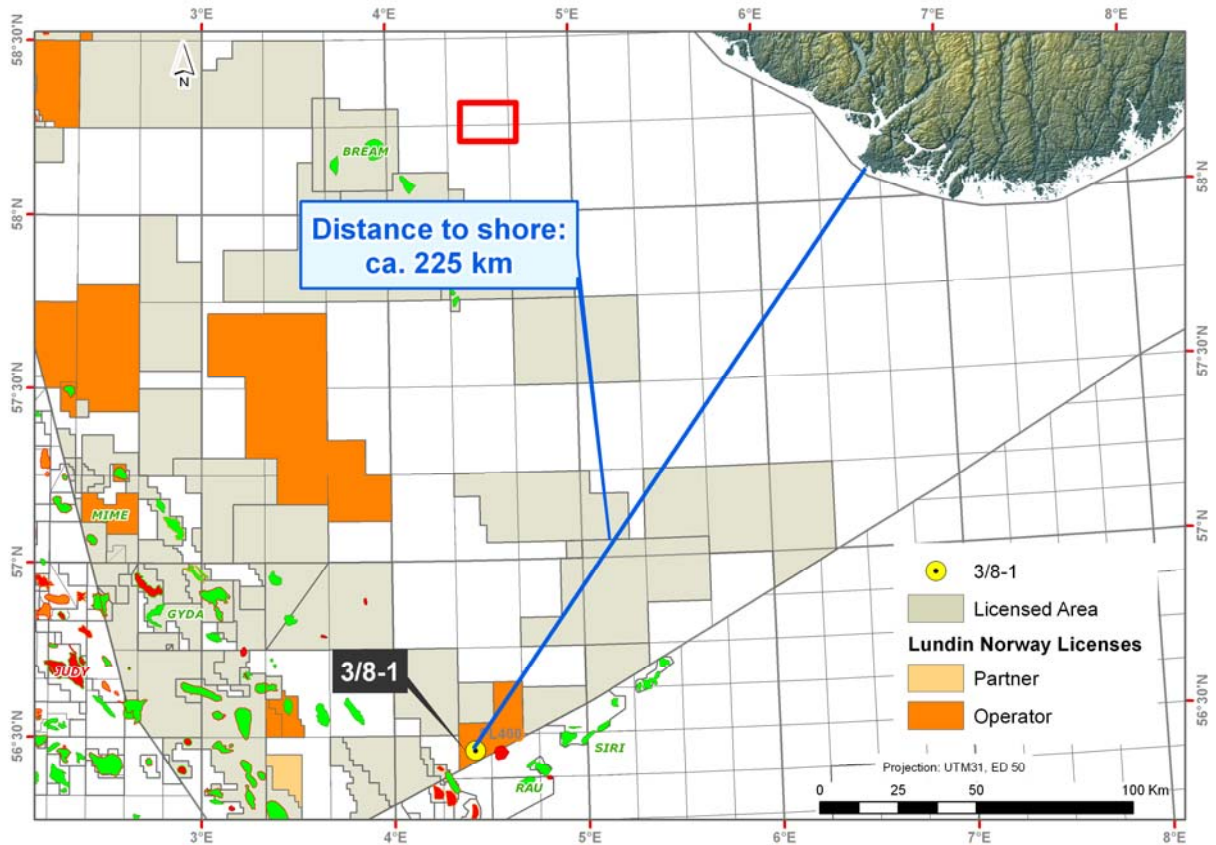 3°E 4°E 5°E 6°E 7°E 8°E
58°30'N
N
BREAM
58°N 58°N
Distance to shore:
ca. 225 km
57°30'N 57°30'N
MIME
57°N 57°N
GYDA
JUDY
3/8-1
56°30'N 56°30'N
SIRI
RAU
3/8-1
Licensed Area
Lundin Norway Licenses
Partner
Operator
Projection: UTM31, ED 50
0 25 50 100 Km
3°E 4°E 5°E 6°E 7°E 8°E